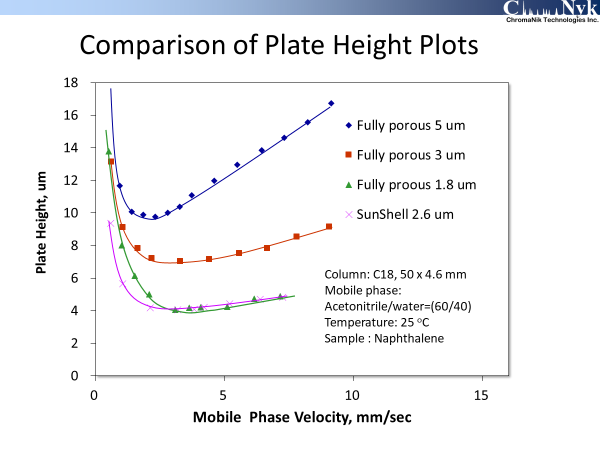 ChromaNyk
ChromaNik Technologies Inc.
Comparison of Plate Height Plots
18
16
14
12
10
8
6
4
2
0
Plate Height, um
Fully porous 5 um
Fully porous 3 um
Fully proous 1.8 um
SunShell 2.6 um
Column: C18, 50 x 4.6 mm
Mobile phase:
Acetonitrile/water=(60/40)
Temperature: 25 °C
Sample : Naphthalene
0 5 10 15
Mobile Phase Velocity, mm/sec